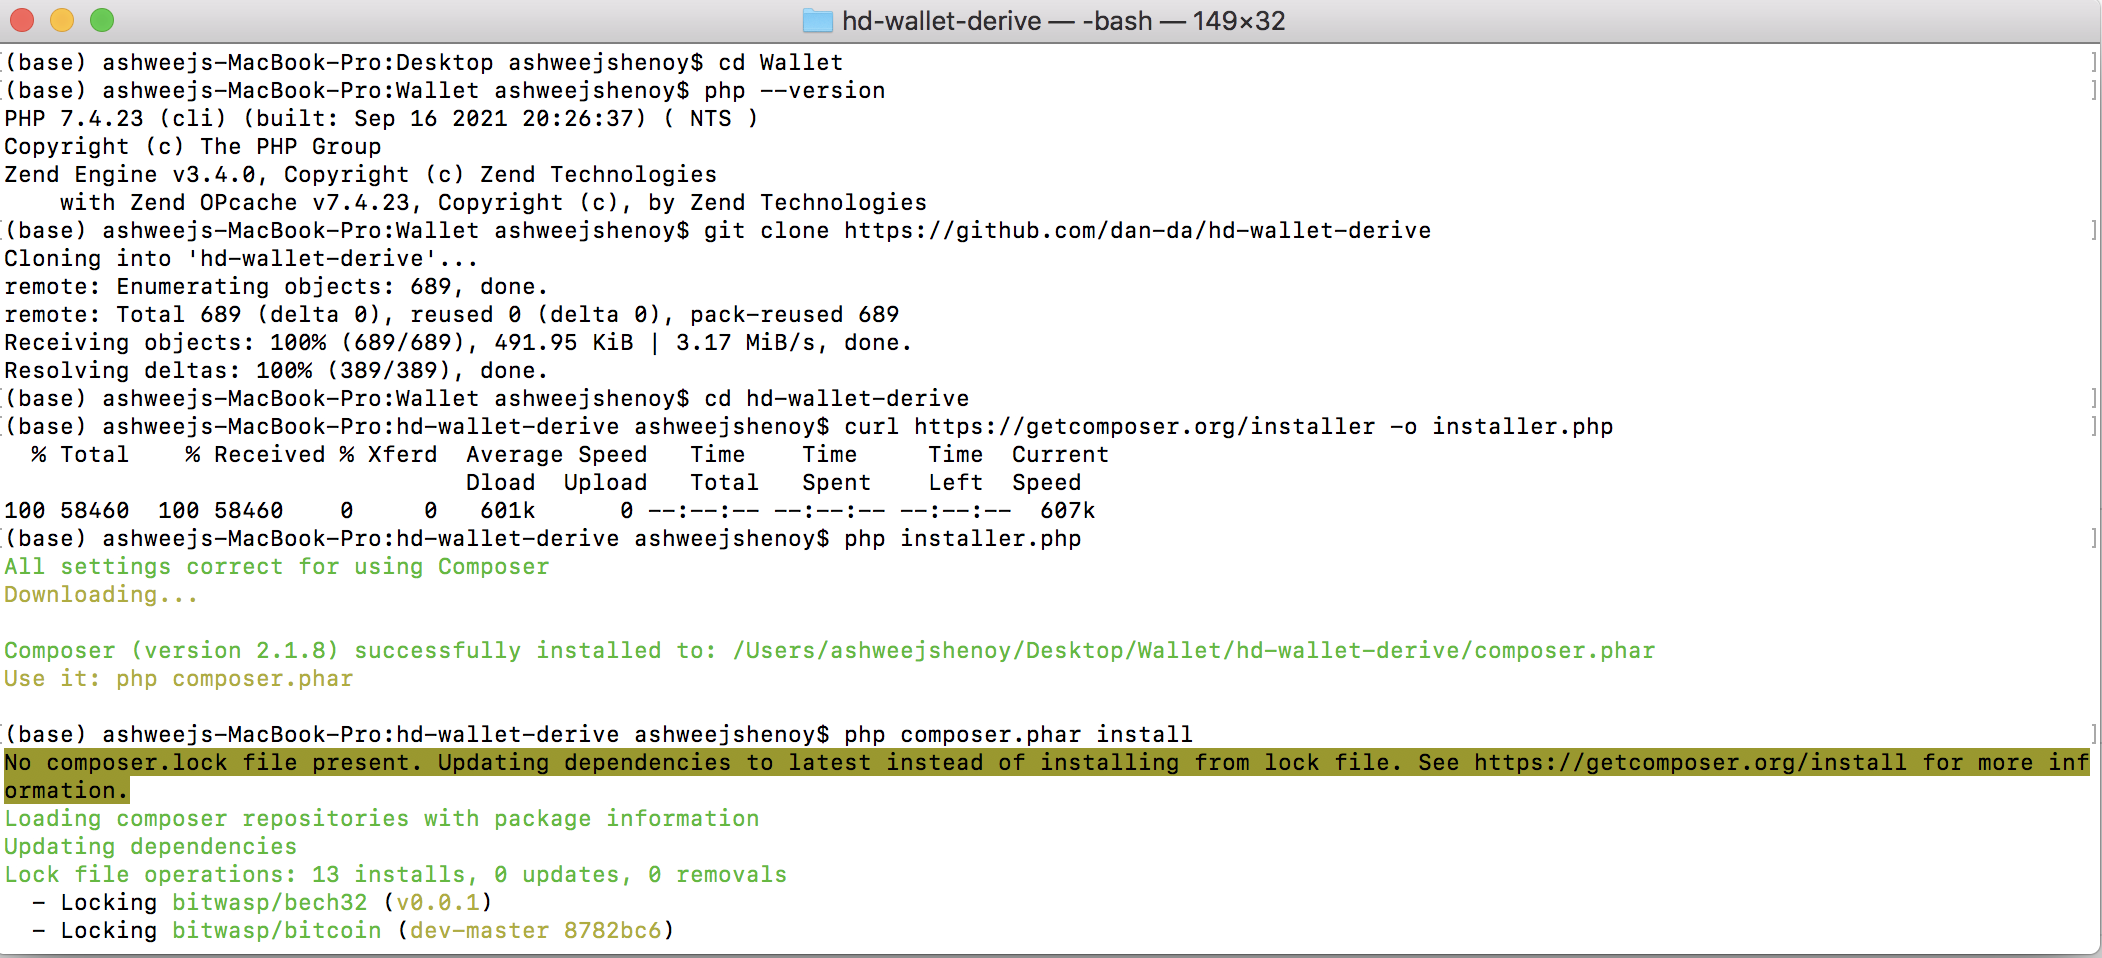 hd-wallet-derive — -bash — 149×32
(base) ashweejs-MacBook-Pro:Desktop ashweejshenoy$ cd Wallet
(base) ashweejs-MacBook-Pro:Wallet ashweejshenoy$ php --version
PHP 7.4.23 (cli) (built: Sep 16 2021 20:26:37) ( NTS )
Copyright (c) The PHP Group
Zend Engine v3.4.0, Copyright (c) Zend Technologies
    with Zend OPcache v7.4.23, Copyright (c), by Zend Technologies
(base) ashweejs-MacBook-Pro:Wallet ashweejshenoy$ git clone https://github.com/dan-da/hd-wallet-derive
Cloning into 'hd-wallet-derive'...
remote: Enumerating objects: 689, done.
remote: Total 689 (delta 0), reused 0 (delta 0), pack-reused 689
Receiving objects: 100% (689/689), 491.95 KiB | 3.17 MiB/s, done.
Resolving deltas: 100% (389/389), done.
(base) ashweejs-MacBook-Pro:Wallet ashweejshenoy$ cd hd-wallet-derive
(base) ashweejs-MacBook-Pro:hd-wallet-derive ashweejshenoy$ curl https://getcomposer.org/installer -o installer.php
  % Total    % Received % Xferd  Average Speed   Time    Time     Time  Current
                                 Dload  Upload   Total   Spent    Left  Speed
100 58460  100 58460    0     0   601k      0 --:--:-- --:--:-- --:--:--  607k
(base) ashweejs-MacBook-Pro:hd-wallet-derive ashweejshenoy$ php installer.php
All settings correct for using Composer
Downloading...
Composer (version 2.1.8) successfully installed to: /Users/ashweejshenoy/Desktop/Wallet/hd-wallet-derive/composer.phar
Use it: php composer.phar
(base) ashweejs-MacBook-Pro:hd-wallet-derive ashweejshenoy$ php composer.phar install
No composer.lock file present. Updating dependencies to latest instead of installing from lock file. See https://getcomposer.org/install for more inf
ormation.
Loading composer repositories with package information
Updating dependencies
Lock file operations: 13 installs, 0 updates, 0 removals
  - Locking bitwasp/bech32 (v0.0.1)
  - Locking bitwasp/bitcoin (dev-master 8782bc6)